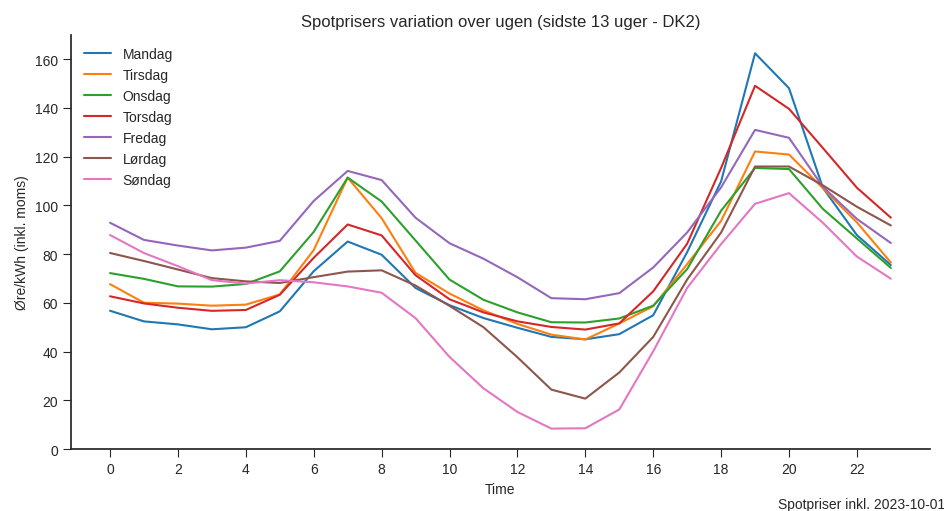 Spotprisers variation over ugen (sidste 13 uger - DK2)
Mandag
Tirsdag
Onsdag
Torsdag
Fredag
Lørdag
Søndag
Øre/kWh (inkl. moms)
160
140
120
100
80
60
40
20
0
0 2 4 6 8 10 12 14 16 18 20 22
Time
Spotpriser inkl. 2023-10-01